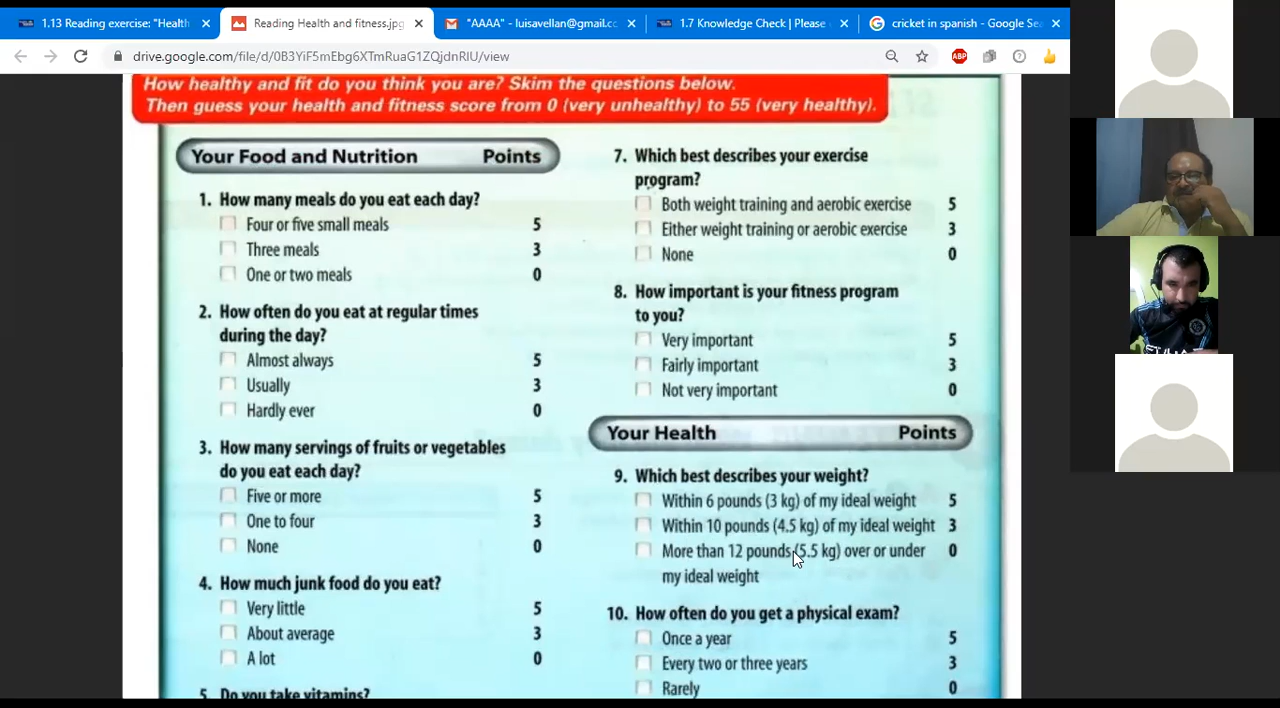 1.13 Reading exercise: "Health
Reading Health and fitness.jpg
"AAAA" - luisavellan@gmail.cc
1.7 Knowledge Check | Please
cricket in spanish - Google Sea
drive.google.com/file/d/0B3YiF5mEbg6XTmRuaG1ZQjdnRlU/view
ABP
How healthy and fit do you think you are? Skim the questions below.
Then guess your health and fitness score from 0 (very unhealthy) to 55 (very healthy).
Your Food and Nutrition Points
1. How many meals do you eat each day?
Four or five small meals 5
Three meals 3
One or two meals 0
2. How often do you eat at regular times
during the day?
Almost always 5
Usually 3
Hardly ever 0
3. How many servings of fruits or vegetables
do you eat each day?
Five or more 5
One to four 3
None 0
4. How much junk food do you eat?
Very little 5
About average 3
A lot 0
5. Do you take vitamins?
7. Which best describes your exercise
program?
Both weight training and aerobic exercise 5
Either weight training or aerobic exercise 3
None 0
8. How important is your fitness program
to you?
Very important 5
Fairly important 3
Not very important 0
Your Health Points
9. Which best describes your weight?
Within 6 pounds (3 kg) of my ideal weight 5
Within 10 pounds (4.5 kg) of my ideal weight 3
More than 12 pounds (5.5 kg) over or under 0
my ideal weight
10. How often do you get a physical exam?
Once a year 5
Every two or three years 3
Rarely 0